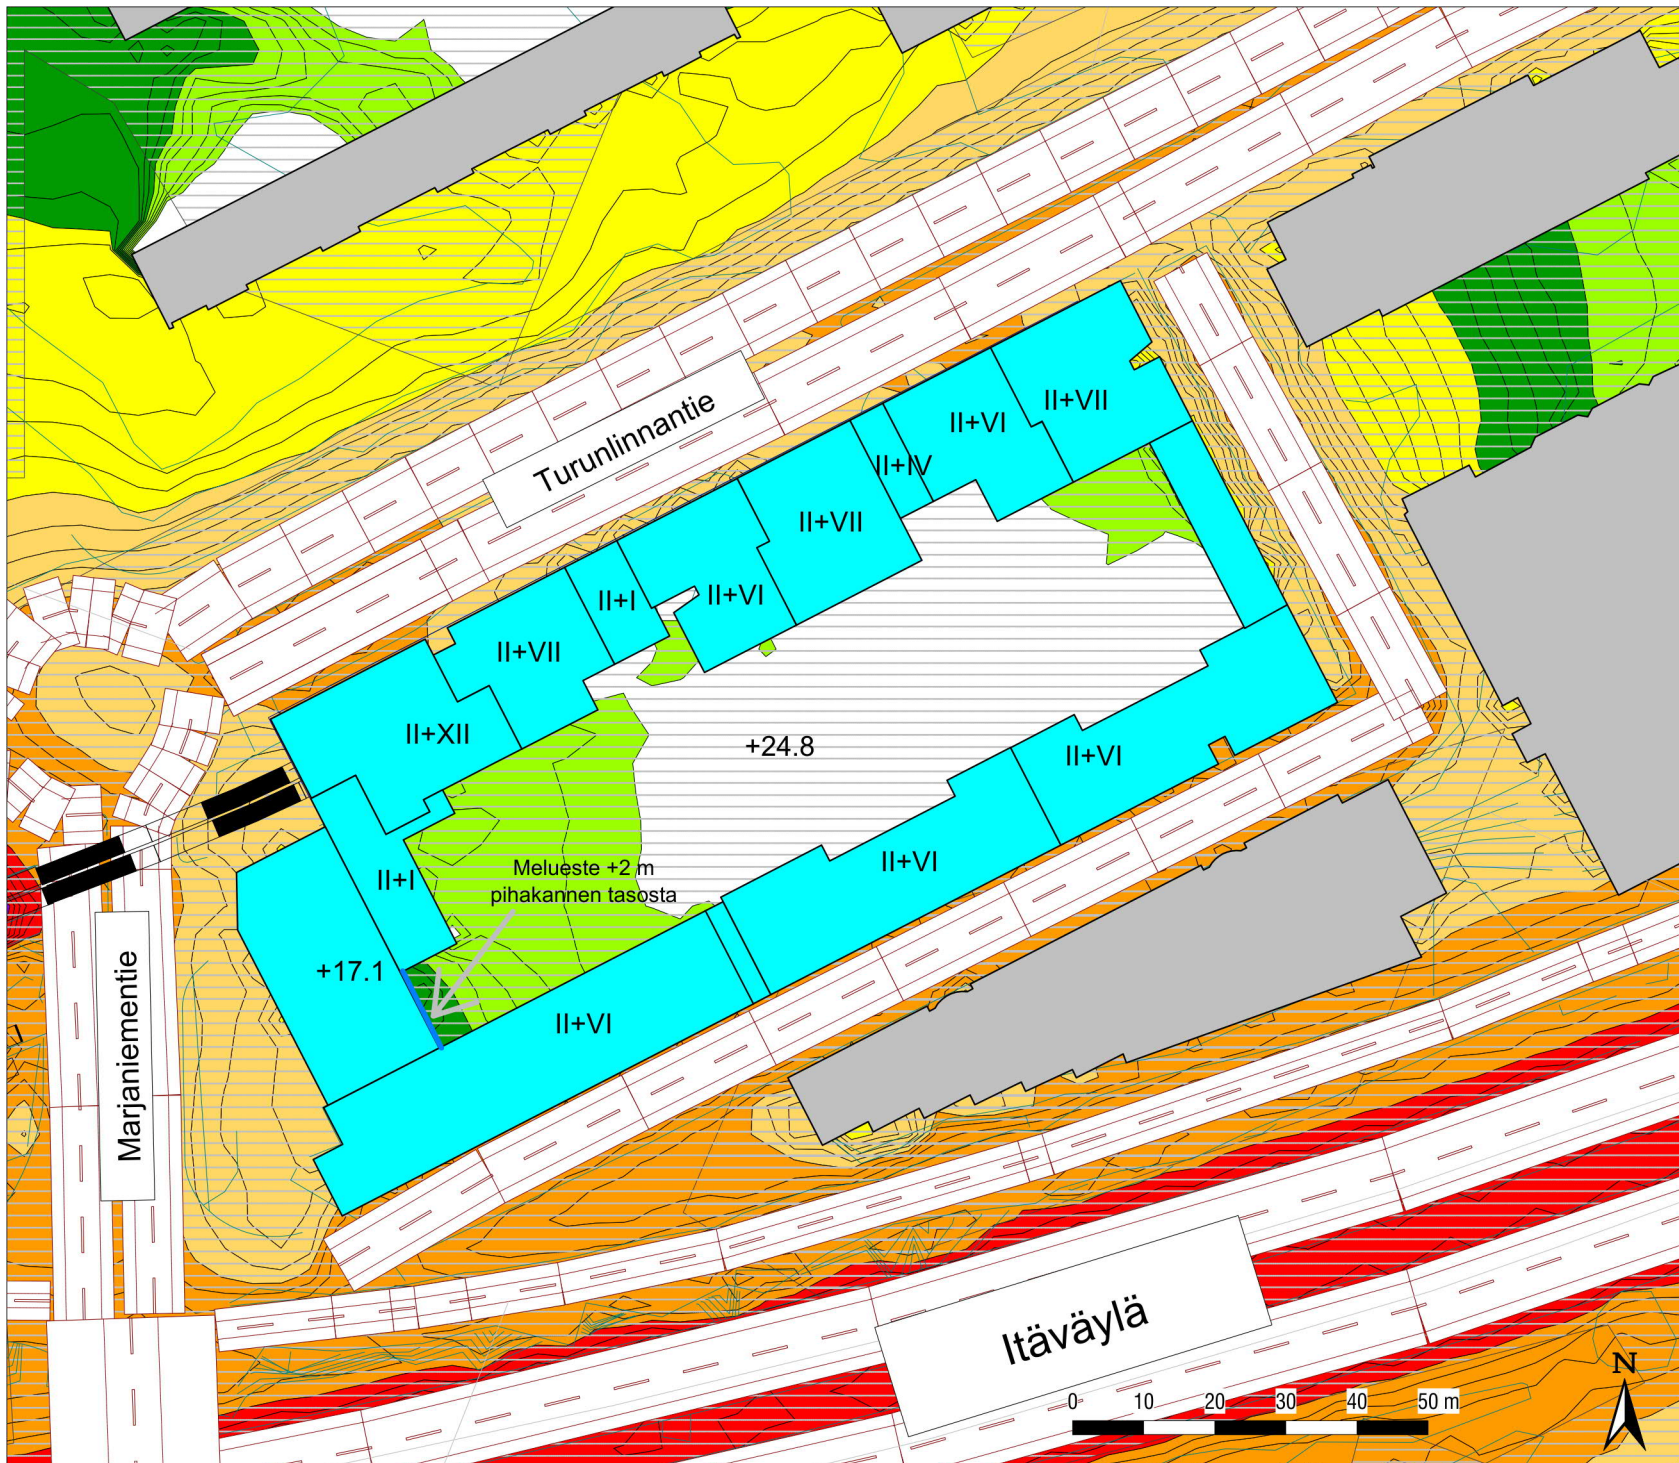 II+VII
II+VI
Turunlinnantie
II+IV
II+VII
II+I
II+VI
II+VII
II+XII
+24.8
II+VI
II+VI
Melueste +2 m
pihakannen tasosta
II+I
+17.1
II+VI
Marjaniementie
Itäväylä
N
0 10 20 30 40 50 m